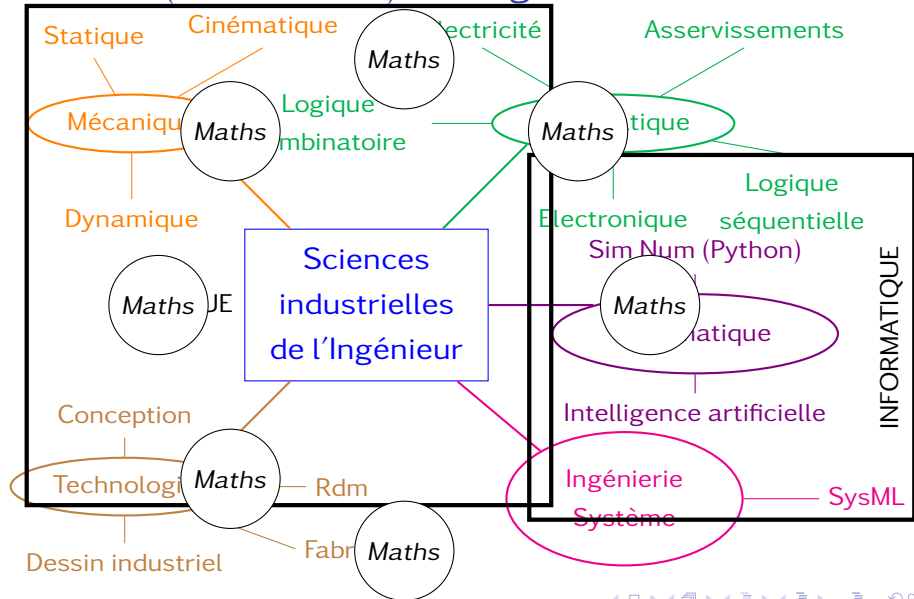 Statique
Cinématique
Maths
ectricité
Asservissements
Mécaniqu
Maths
Logique
mbinatoire
Maths
tique
Dynamique
Electronique
Logique
séquentielle
Sim Num (Python)
Sciences
industrielles
de l'Ingénieur
Maths
UE
Maths
atique
INFORMATIQUE
Intelligence artificielle
Conception
Technologi
Maths
Rdm
Ingénierie
Système
SysML
Dessin industriel
Fabr
Maths